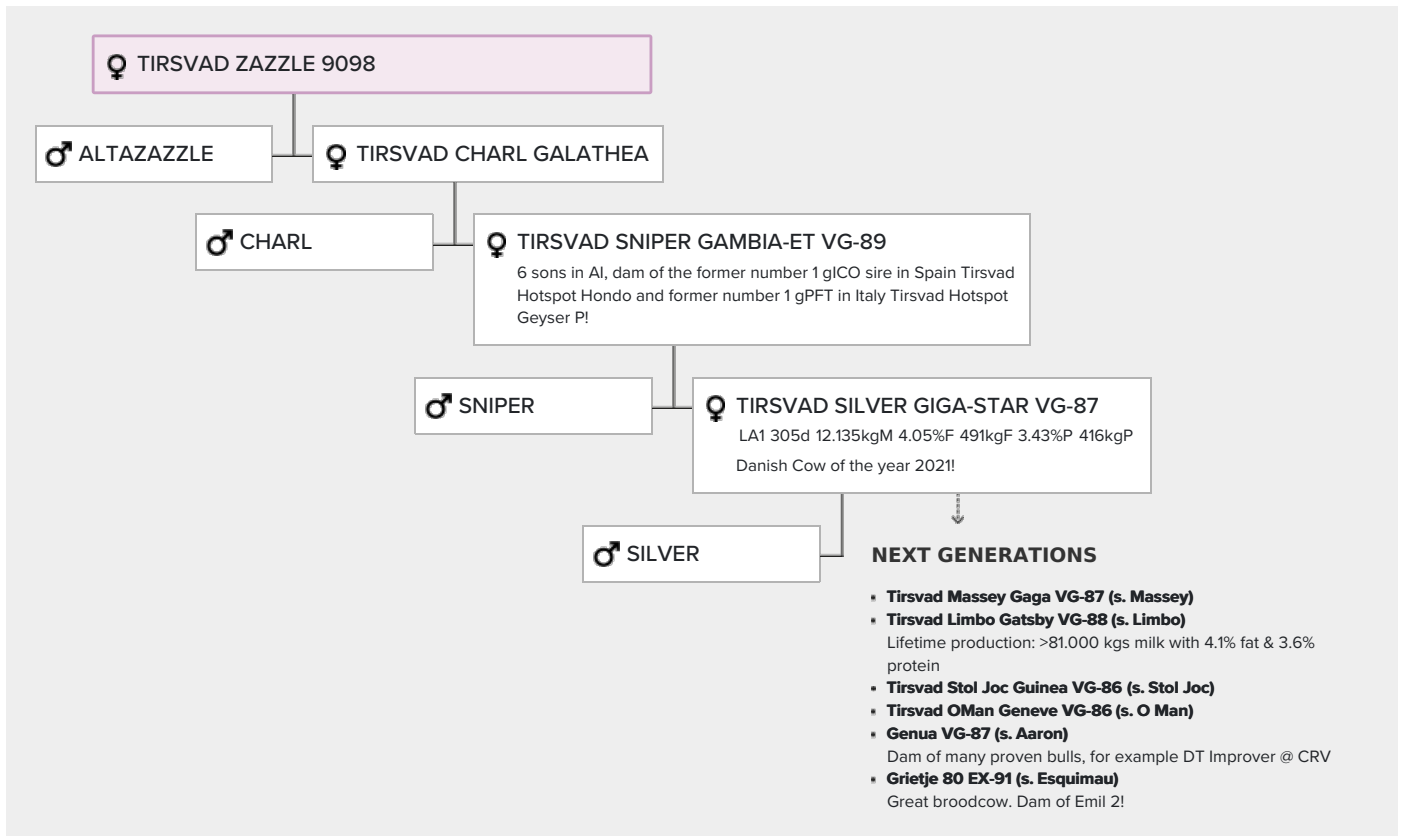 TIRSVAD ZAZZLE 9098
ALTAZAZZLE
TIRSVAD CHARL GALATHEA
CHARL
TIRSVAD SNIPER GAMBIA-ET VG-89
6 sons in AI, dam of the former number 1 gICO sire in Spain Tirsvad
Hotspot Hondo and former number 1 gPFT in Italy Tirsvad Hotspot
Geyser P!
SNIPER
TIRSVAD SILVER GIGA-STAR VG-87
LA1 305d 12.135kgM 4.05%F 491kgF 3.43%P 416kgP
Danish Cow of the year 2021!
SILVER
NEXT GENERATIONS
Tirsvad Massey Gaga VG-87 (s. Massey)
Tirsvad Limbo Gatsby VG-88 (s. Limbo)
Lifetime production: >81.000 kgs milk with 4.1% fat & 3.6%
protein
Tirsvad Stol Joc Guinea VG-86 (s. Stol Joc)
Tirsvad OMan Geneve VG-86 (s. O Man)
Genua VG-87 (s. Aaron)
Dam of many proven bulls, for example DT Improver @ CRV
Grietje 80 EX-91 (s. Esquimau)
Great broodcow. Dam of Emil 2!